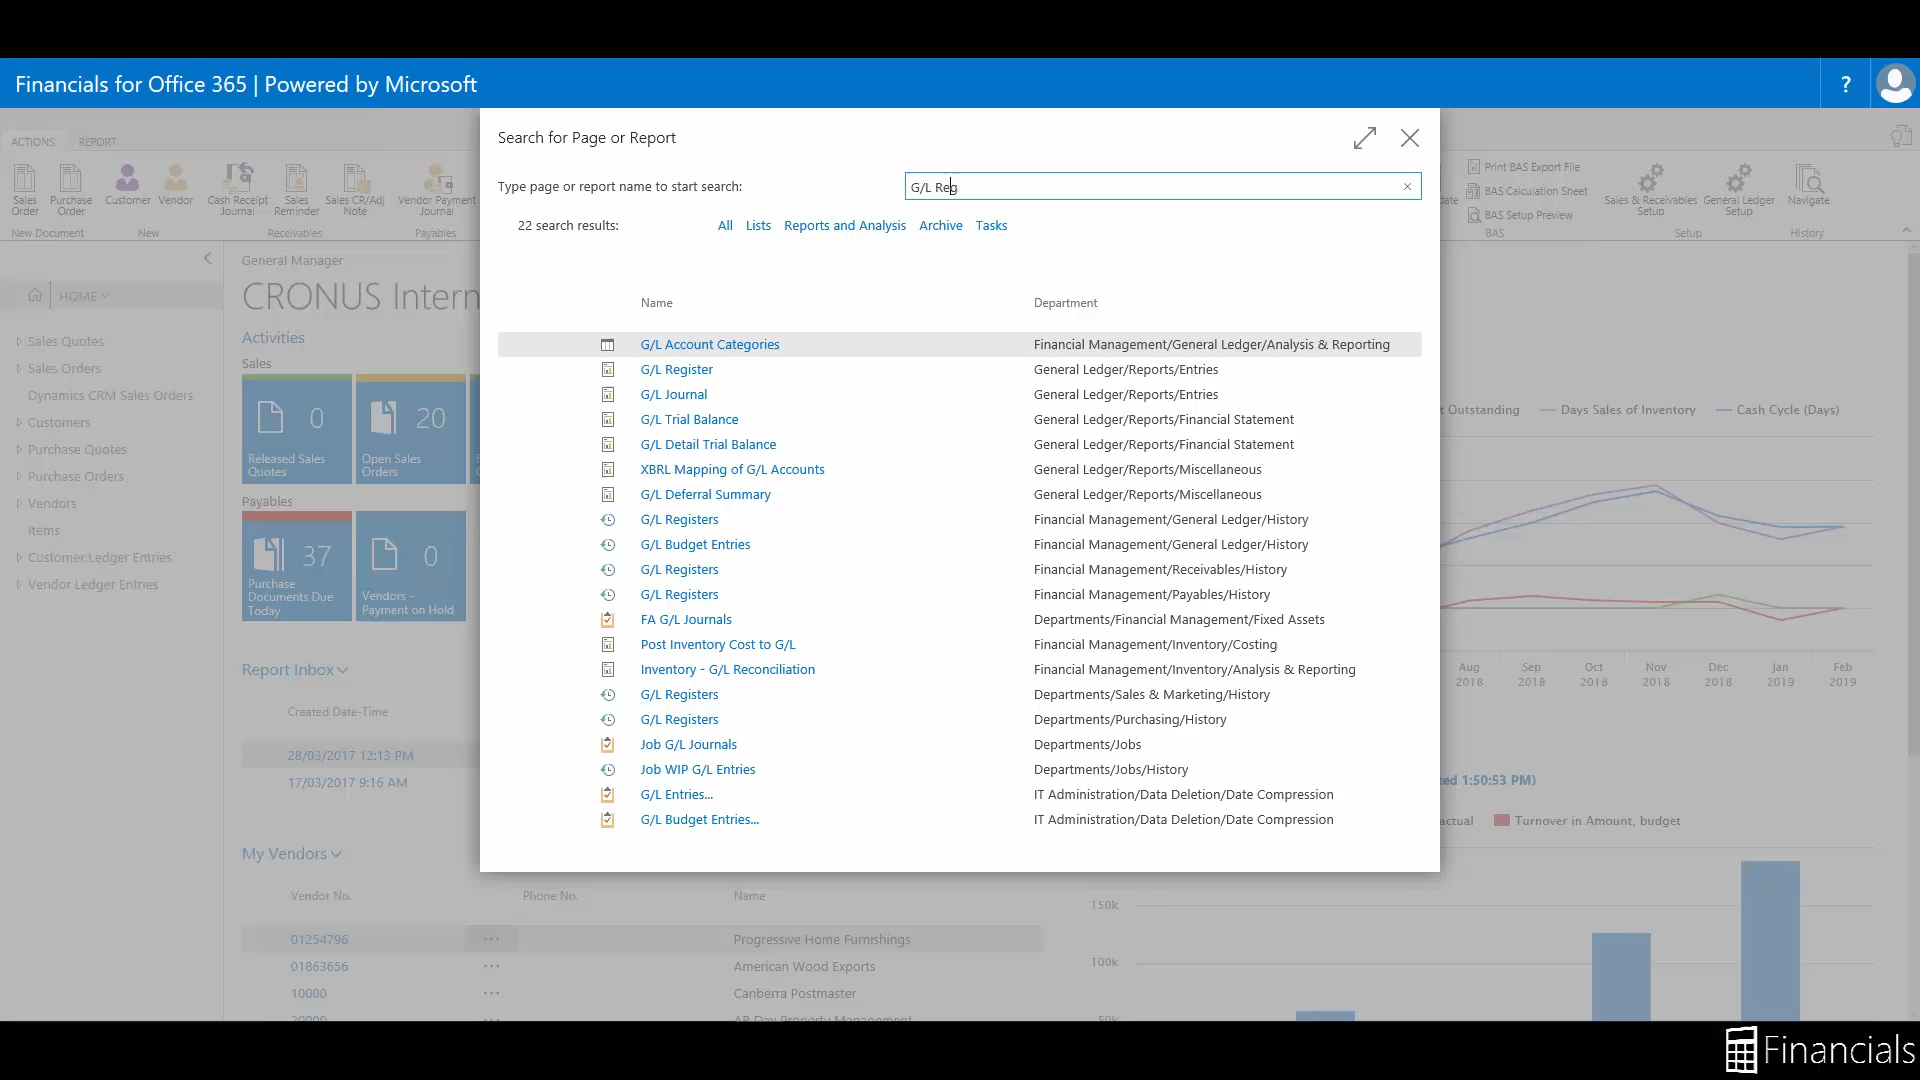 Financials for Office 365 | Powered by Microsoft
?
ACTIONS REPORT
Search for Page or Report
Type page or report name to start search: G/L Reg ×
22 search results: All Lists Reports and Analysis Archive Tasks
Sales Order
Purchase Order
Customer
Vendor
Cash Receipt Journal
Sales Reminder
Sales CR/Adj Note
Vendor Payment Journal
New Document New Receivables Payables
Print BAS Export File
BAS Calculation Sheet
BAS Setup Preview
BAS
Sales & Receivables Setup
General Ledger Setup
Navigate
Setup History
HOME
Sales Quotes
Sales Orders
Dynamics CRM Sales Orders
Customers
Purchase Quotes
Purchase Orders
Vendors
Items
Customer Ledger Entries
Vendor Ledger Entries
General Manager
CRONUS Intern
Activities
Sales
0
Released Sales Quotes
20
Open Sales Orders
Payables
37
Purchase Documents Due Today
0
Vendors - Payment on Hold
Report Inbox
Created Date-Time
28/03/2017 12:13 PM
17/03/2017 9:16 AM
My Vendors
Vendor No. Phone No. Name
01254796 ... Progressive Home Furnishings
01863656 ... American Wood Exports
10000 ... Canberra Postmaster
Name Department
G/L Account Categories Financial Management/General Ledger/Analysis & Reporting
G/L Register General Ledger/Reports/Entries
G/L Journal General Ledger/Reports/Entries
G/L Trial Balance General Ledger/Reports/Financial Statement
G/L Detail Trial Balance General Ledger/Reports/Financial Statement
XBRL Mapping of G/L Accounts General Ledger/Reports/Miscellaneous
G/L Deferral Summary General Ledger/Reports/Miscellaneous
G/L Registers Financial Management/General Ledger/History
G/L Budget Entries Financial Management/General Ledger/History
G/L Registers Financial Management/Receivables/History
G/L Registers Financial Management/Payables/History
FA G/L Journals Departments/Financial Management/Fixed Assets
Post Inventory Cost to G/L Financial Management/Inventory/Costing
Inventory - G/L Reconciliation Financial Management/Inventory/Analysis & Reporting
G/L Registers Departments/Sales & Marketing/History
G/L Registers Departments/Purchasing/History
Job G/L Journals Departments/Jobs
Job WIP G/L Entries Departments/Jobs/History
G/L Entries... IT Administration/Data Deletion/Date Compression
G/L Budget Entries... IT Administration/Data Deletion/Date Compression
Outstanding Days Sales of Inventory Cash Cycle (Days)
Aug 2018
Sep 2018
Oct 2018
Nov 2018
Dec 2018
Jan 2019
Feb 2019
1:50:53 PM)
actual Turnover in Amount, budget
150k
100k
Financials